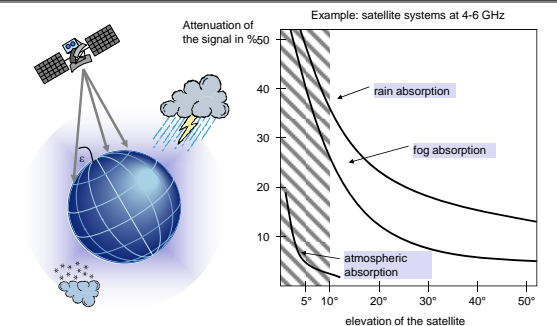 Example: satellite systems at 4-6 GHz
Attenuation of
the signal in %
50
40
30
20
10
rain absorption
fog absorption
atmospheric
absorption
ε
5° 10° 20° 30° 40° 50°
elevation of the satellite